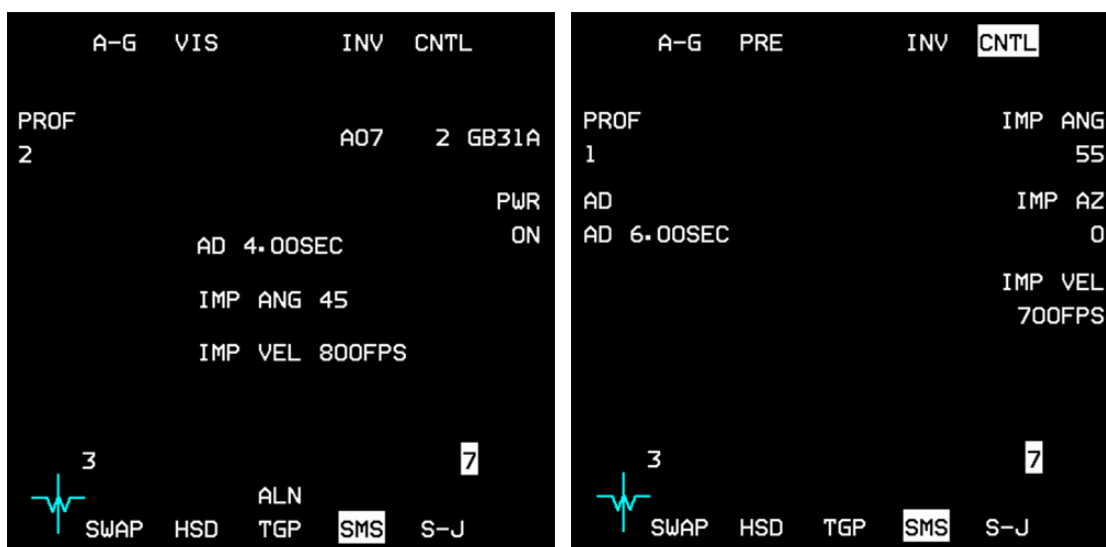 A-G VIS INV CNTL
PROF
2
A07 2 GB31A
PWR
ON
AD 4.00SEC
IMP ANG 45
IMP VEL 800FPS
3 7
ALN
SWAP HSD TGP SMS S-J
A-G PRE INV CNTL
PROF IMP ANG
1 55
AD IMP AZ
AD 6.00SEC 0
IMP VEL
700FPS
3 7
SWAP HSD TGP SMS S-J